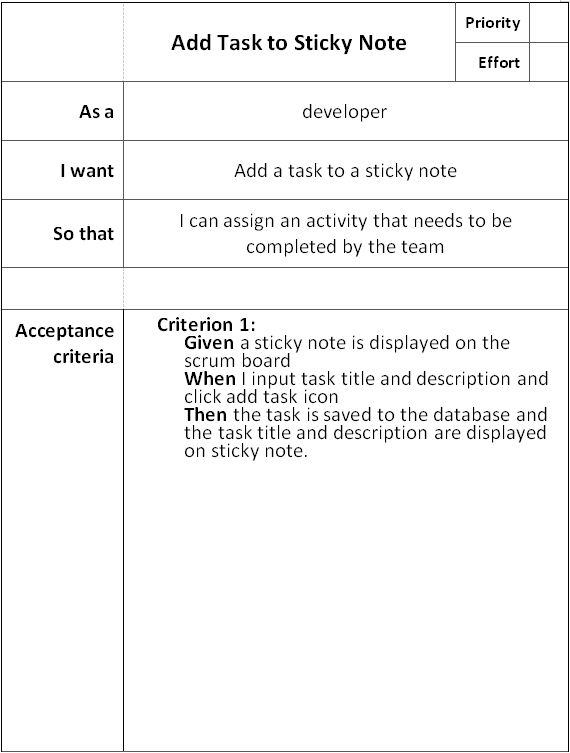 Add Task to Sticky Note
Priority
Effort
As a
developer
I want
Add a task to a sticky note
So that
I can assign an activity that needs to be
completed by the team
Acceptance
criteria
Criterion 1:
Given a sticky note is displayed on the
scrum board
When I input task title and description and
click add task icon
Then the task is saved to the database and
the task title and description are displayed
on sticky note.